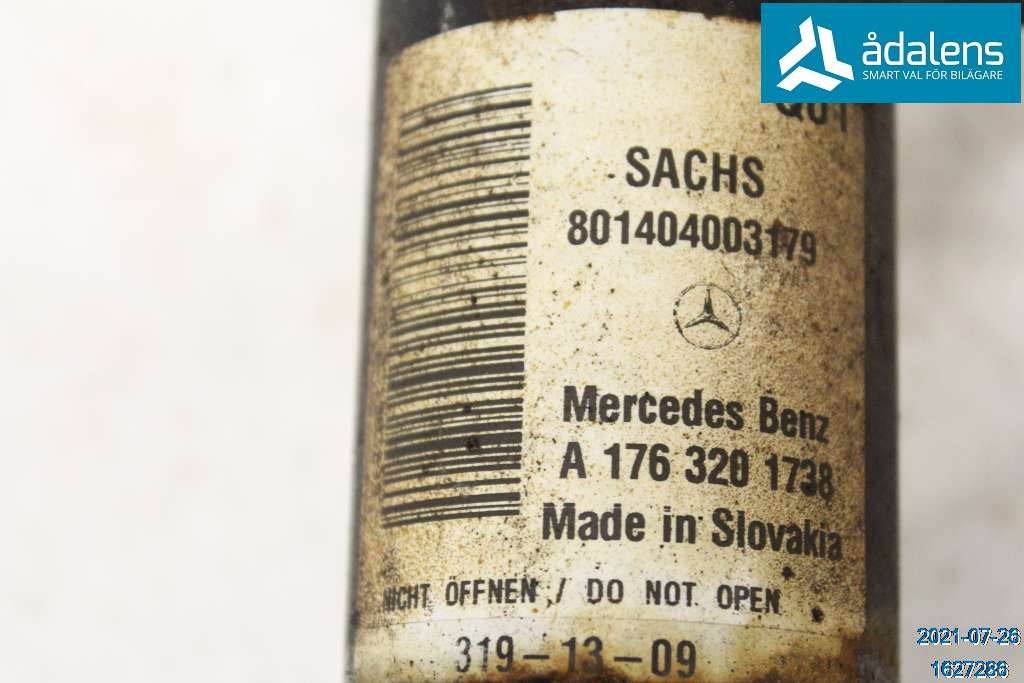 ådalens
SMART VAL FÖR BILÄGARE
Q01
SACHS
801404003179
Mercedes Benz
A 176 320 1738
Made in Slovakia
NICHT ÖFFNEN / DO NOT OPEN
319-13-09
2021-07-26
1627286